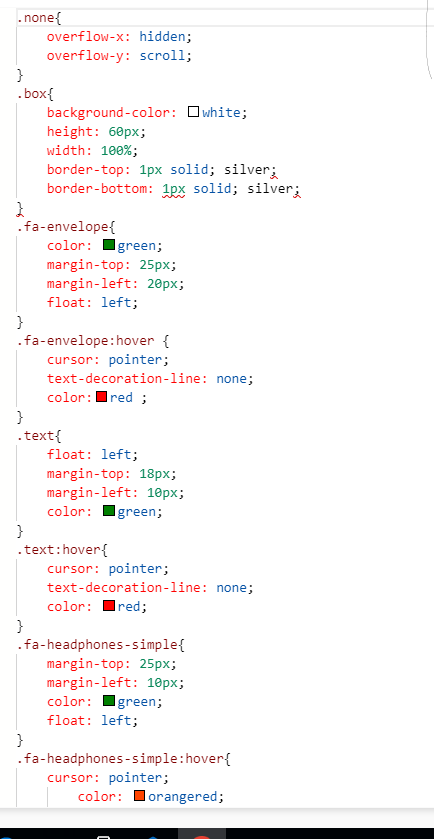 .none{
    overflow-x: hidden;
    overflow-y: scroll;
}
.box{
    background-color: white;
    height: 60px;
    width: 100%;
    border-top: 1px solid; silver;
    border-bottom: 1px solid; silver;
}
.fa-envelope{
    color: green;
    margin-top: 25px;
    margin-left: 20px;
    float: left;
}
.fa-envelope:hover {
    cursor: pointer;
    text-decoration-line: none;
    color: red ;
}
.text{
    float: left;
    margin-top: 18px;
    margin-left: 10px;
    color: green;
}
.text:hover{
    cursor: pointer;
    text-decoration-line: none;
    color: red;
}
.fa-headphones-simple{
    margin-top: 25px;
    margin-left: 10px;
    color: green;
    float: left;
}
.fa-headphones-simple:hover{
    cursor: pointer;
        color: orangered;